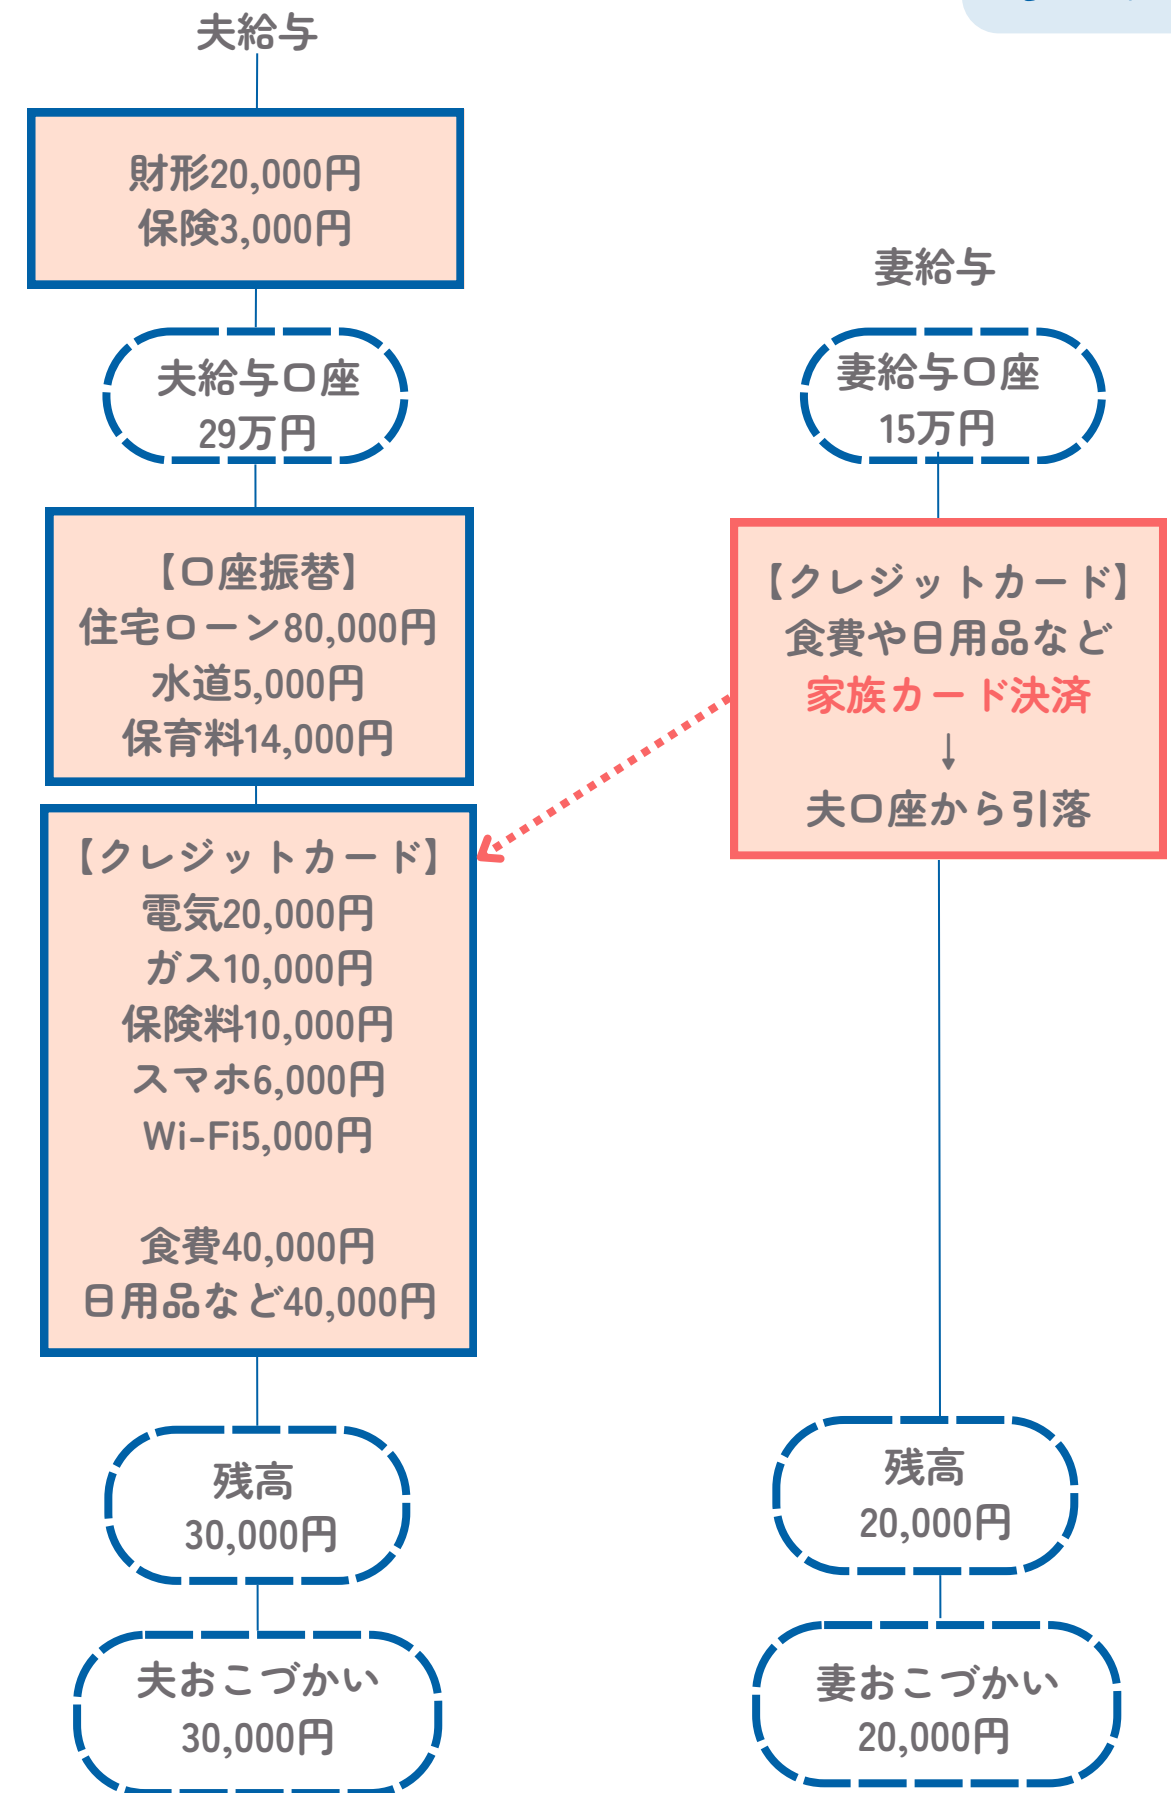 夫給与
財形20,000円
保険3,000円
夫給与口座
29万円
【口座振替】
住宅ローン80,000円
水道5,000円
保育料14,000円
【クレジットカード】
電気20,000円
ガス10,000円
保険料10,000円
スマホ6,000円
Wi-Fi5,000円
食費40,000円
日用品など40,000円
残高
30,000円
夫おこづかい
30,000円
妻給与
妻給与口座
15万円
【クレジットカード】
食費や日用品など
家族カード決済
↓
夫口座から引落
残高
20,000円
妻おこづかい
20,000円